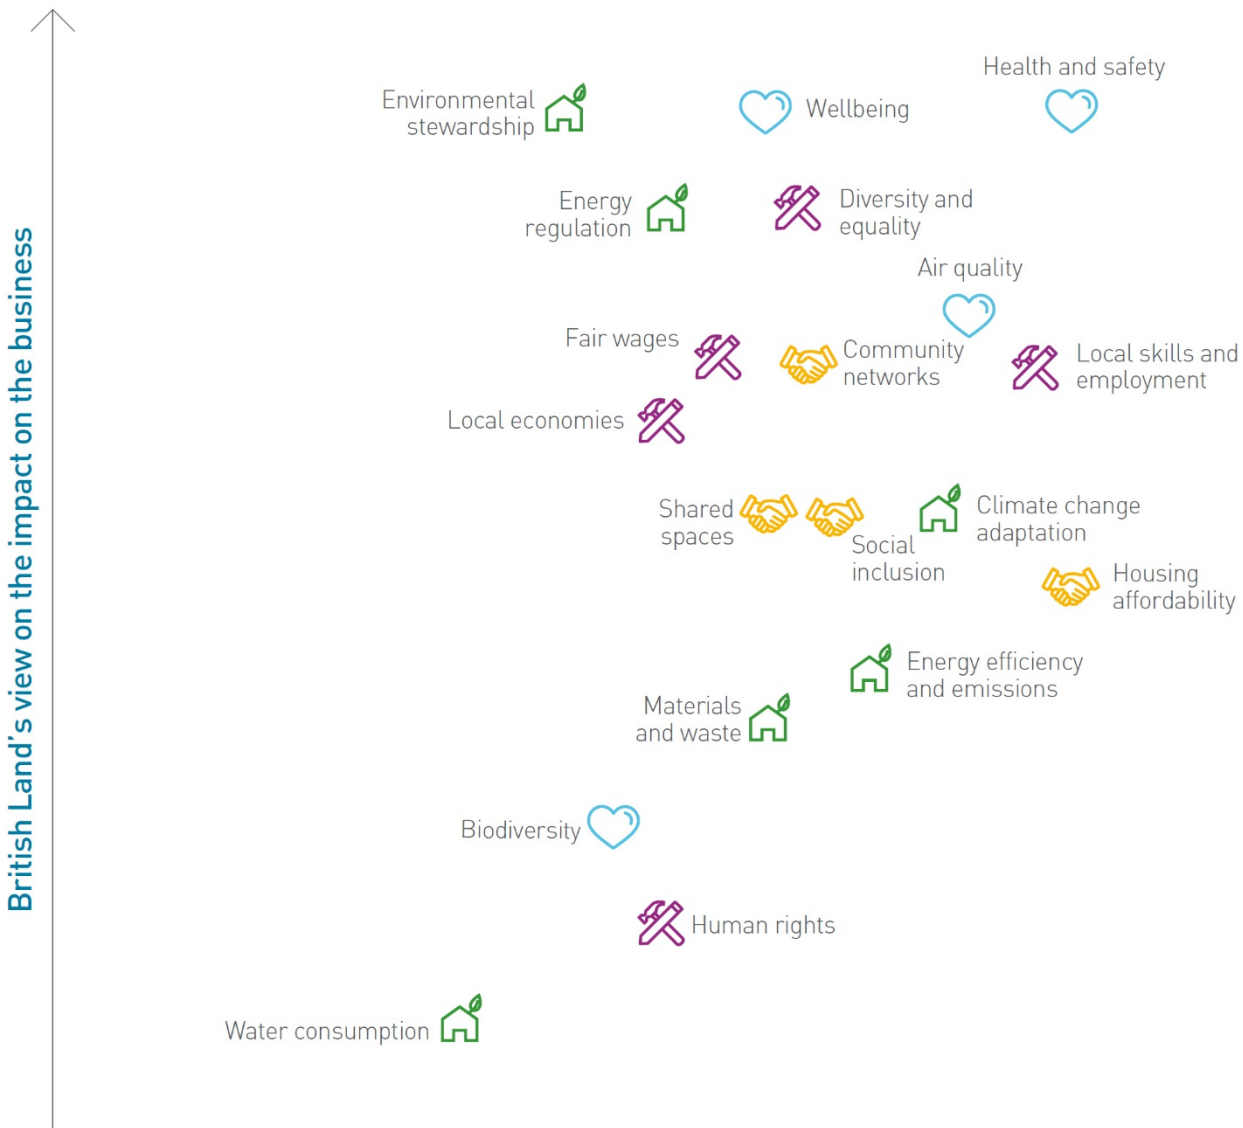 British Land's view on the impact on the business
Health and safety
Environmental
stewardship
Wellbeing
Energy
regulation
Diversity and
equality
Air quality
Fair wages
Community
networks
Local skills and
employment
Local economies
Shared
spaces
Social
inclusion
Climate change
adaptation
Housing
affordability
Energy efficiency
and emissions
Materials
and waste
Biodiversity
Human rights
Water consumption